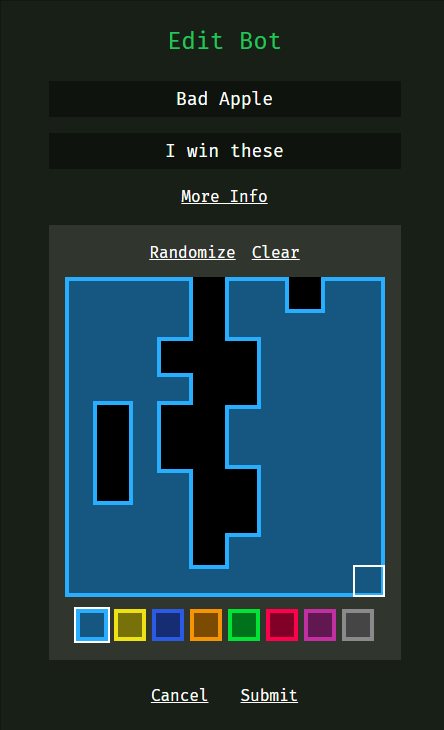 Edit Bot
Bad Apple
I win these
More Info
Randomize Clear
Cancel Submit